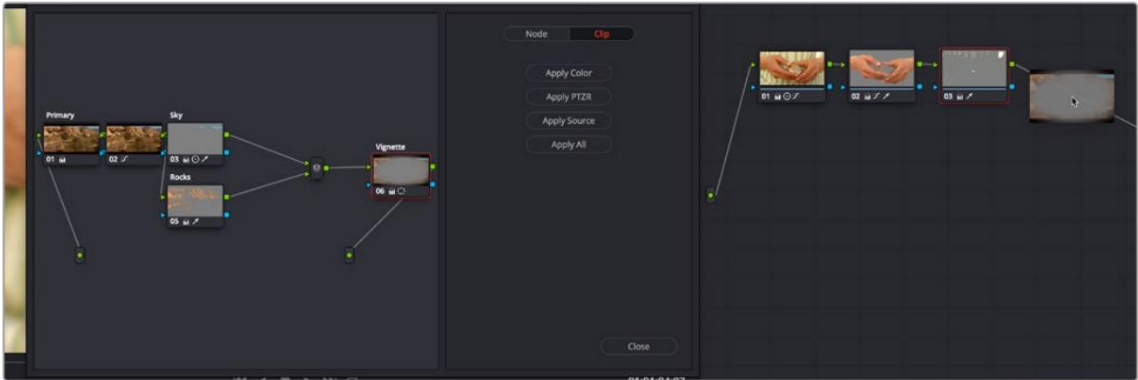 Node Clip
Apply Color
Apply PTZR
Apply Source
Apply All
Close
Primary
01
02
Sky
03
Rocks
05
Vignette
06
01
02
03